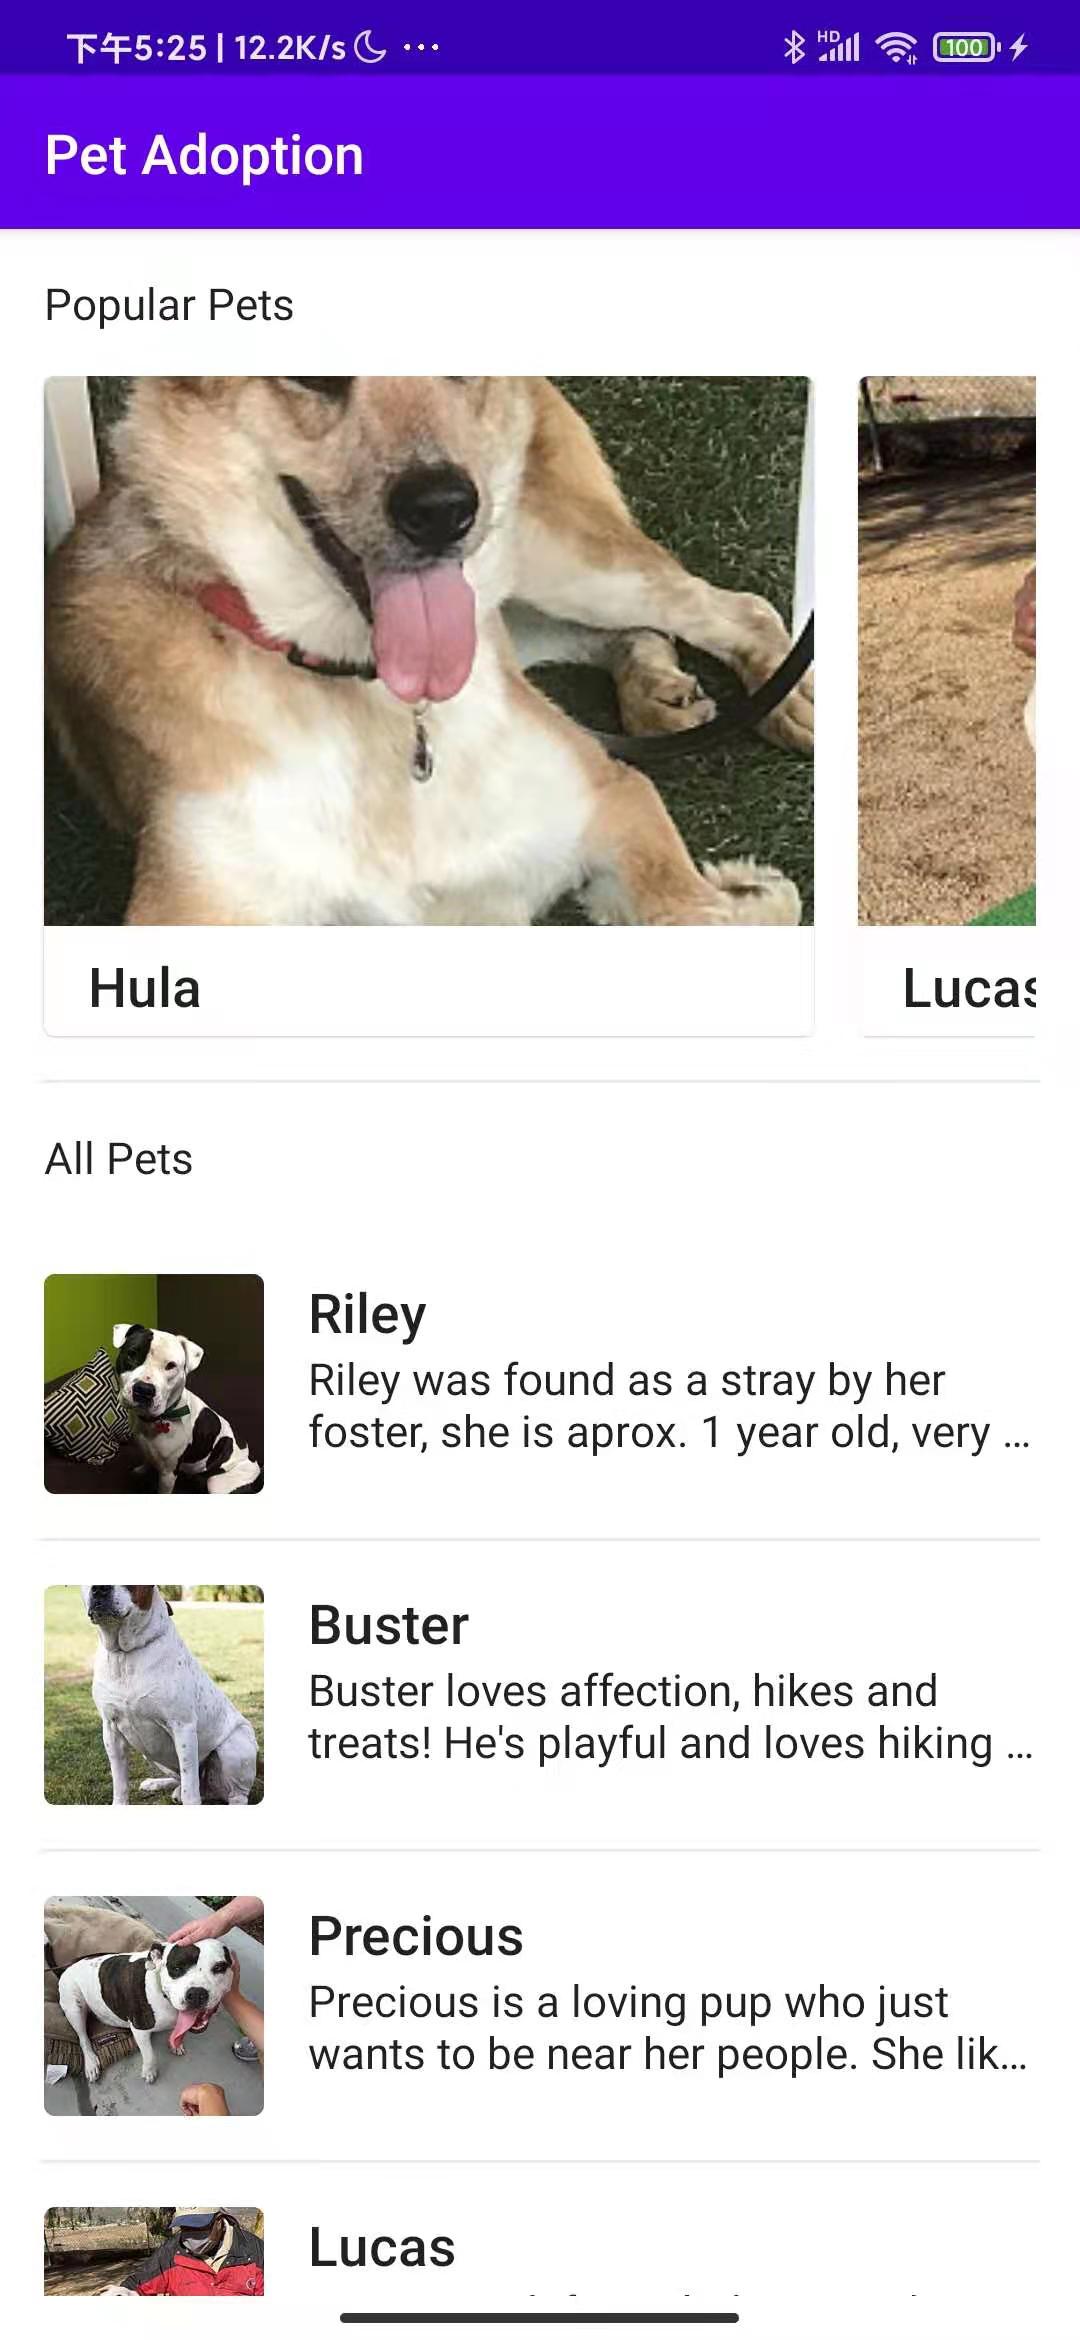 下午5:25 | 12.2K/s
HD
100
Pet Adoption
Popular Pets
Hula
Lucas
All Pets
Riley
Riley was found as a stray by her
foster, she is aprox. 1 year old, very ...
Buster
Buster loves affection, hikes and
treats! He's playful and loves hiking ...
Precious
Precious is a loving pup who just
wants to be near her people. She lik...
Lucas